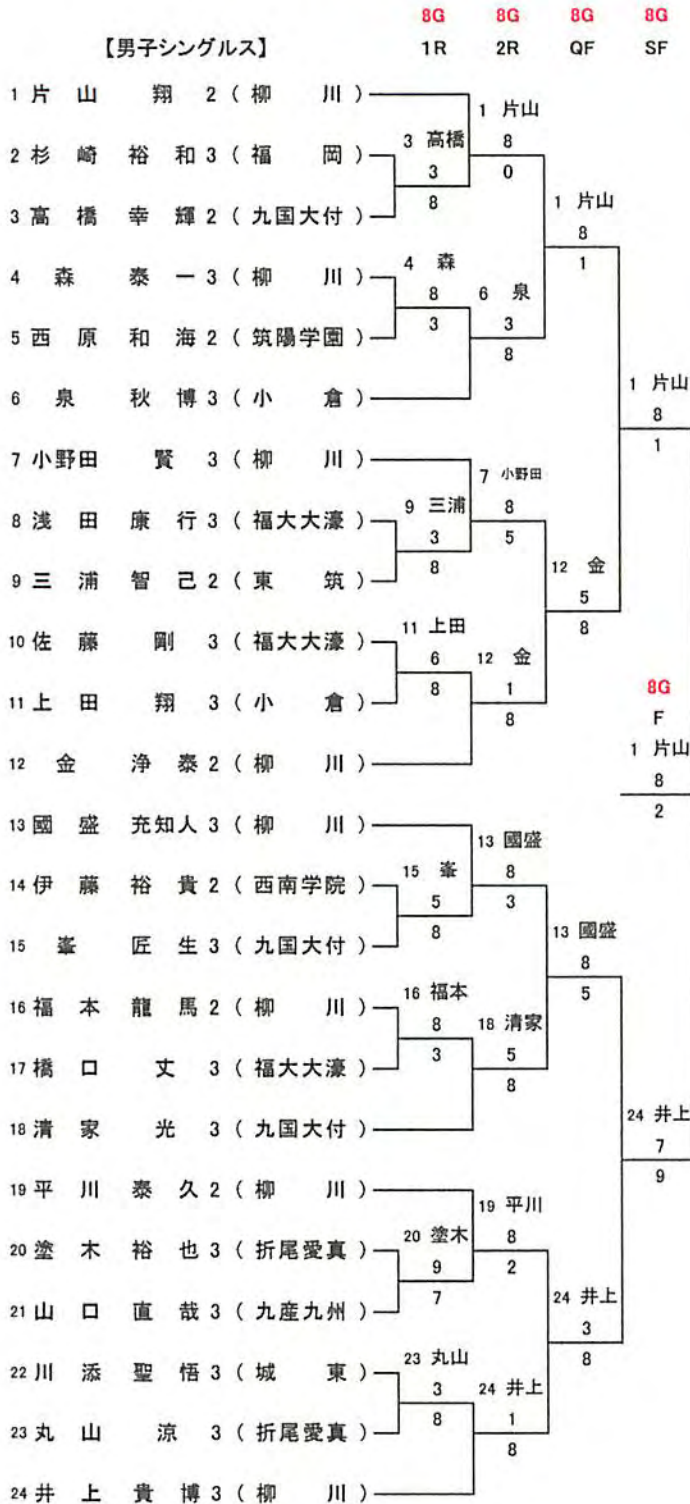 8G 8G 8G 8G
【男子シングルス】 1R 2R QF SF
1 片山 翔 2 (柳川)
1 片山
2 杉崎裕和 3 (福岡) 3 高橋 8
3 0
3 高橋幸輝 2 (九国大付) 8 1 片山
8
4 森 泰一 3 (柳川) 4 森 1
8 6 泉
5 西原和海 2 (筑陽学園) 3 3
8
6 泉 秋博 3 (小倉) 1 片山
8
7 小野田 賢 3 (柳川) 1
7 小野田
8 浅田康行 3 (福大大濠) 9 三浦 8
3 5
9 三浦智己 2 (東筑) 8 12 金
5
10 佐藤 剛 3 (福大大濠) 11 上田 8
6 12 金
11 上田 翔 3 (小倉) 8 1 8G
8 F
12 金 浄泰 2 (柳川) 1 片山
8
13 國盛充知人 3 (柳川) 2
13 國盛
14 伊藤裕貴 2 (西南学院) 15 峯 8
5 3
15 峯 匠生 3 (九国大付) 8 13 國盛
8
16 福本龍馬 2 (柳川) 16 福本 5
8 18 清家
17 橋口 丈 3 (福大大濠) 3 5
8
18 清家 光 3 (九国大付) 24 井上
7
19 平川泰久 2 (柳川) 9
19 平川
20 塗木裕也 3 (折尾愛真) 20 塗木 8
9 2
21 山口直哉 3 (九産九州) 7 24 井上
3
22 川添聖悟 3 (城東) 23 丸山 8
3 24 井上
23 丸山 涼 3 (折尾愛真) 8 1
8
24 井上貴博 3 (柳川)